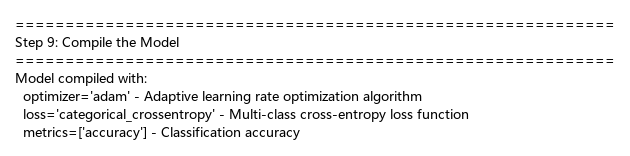 ============================================================
Step 9: Compile the Model
============================================================
Model compiled with:
  optimizer='adam' - Adaptive learning rate optimization algorithm
  loss='categorical_crossentropy' - Multi-class cross-entropy loss function
  metrics=['accuracy'] - Classification accuracy